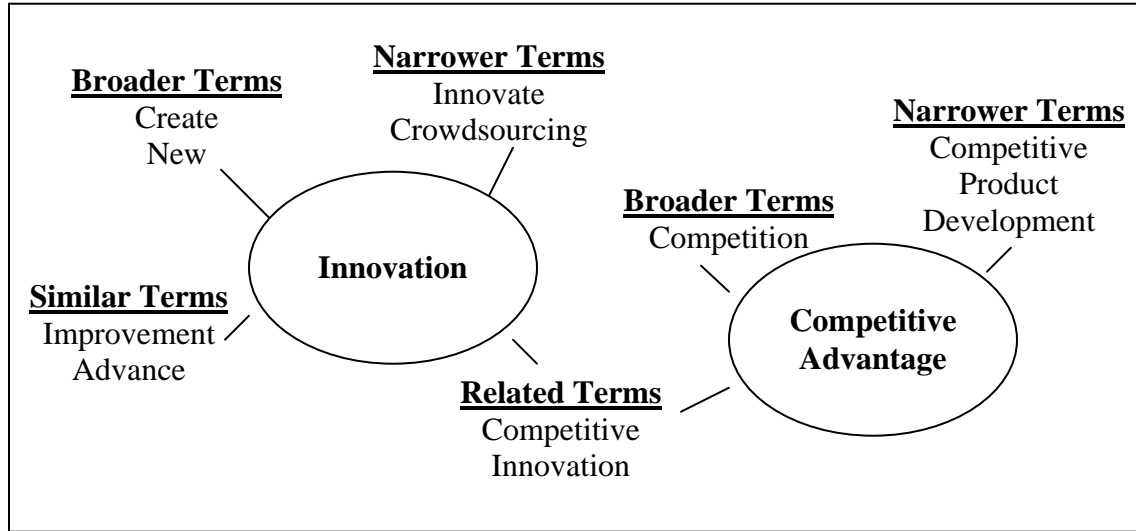 Broader Terms
Create
New
Narrower Terms
Innovate
Crowdsourcing
Innovation
Similar Terms
Improvement
Advance
Related Terms
Competitive
Innovation
Broader Terms
Competition
Narrower Terms
Competitive
Product
Development
Competitive
Advantage